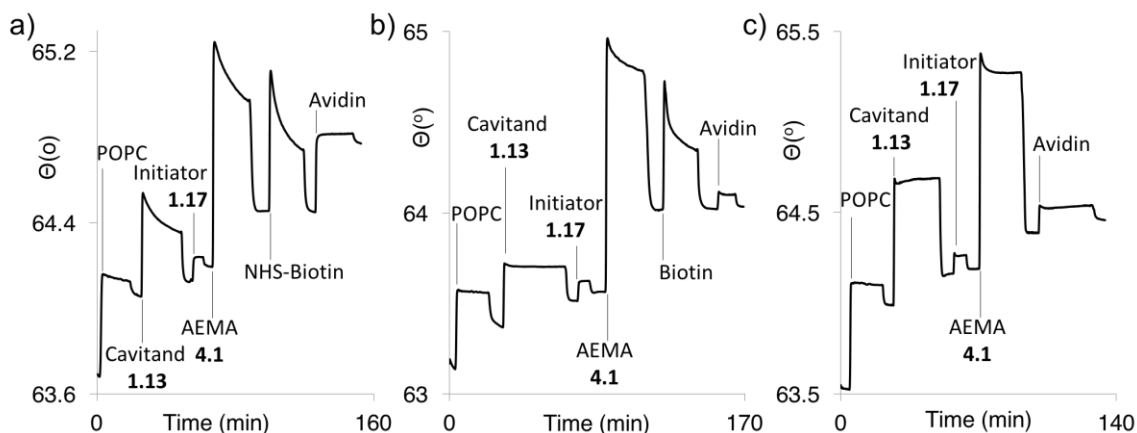 a)
65.2
64.4
63.6
Θ(o)
POPC
Cavitand
1.13
Initiator
1.17
AEMA
4.1
NHS-Biotin
Avidin
0
Time (min)
160
b)
65
64
63
Θ(º)
POPC
Cavitand
1.13
Initiator
1.17
AEMA
4.1
Biotin
Avidin
0
Time (min)
170
c)
65.5
64.5
63.5
Θ(º)
POPC
Cavitand
1.13
Initiator
1.17
AEMA
4.1
Avidin
0
Time (min)
140